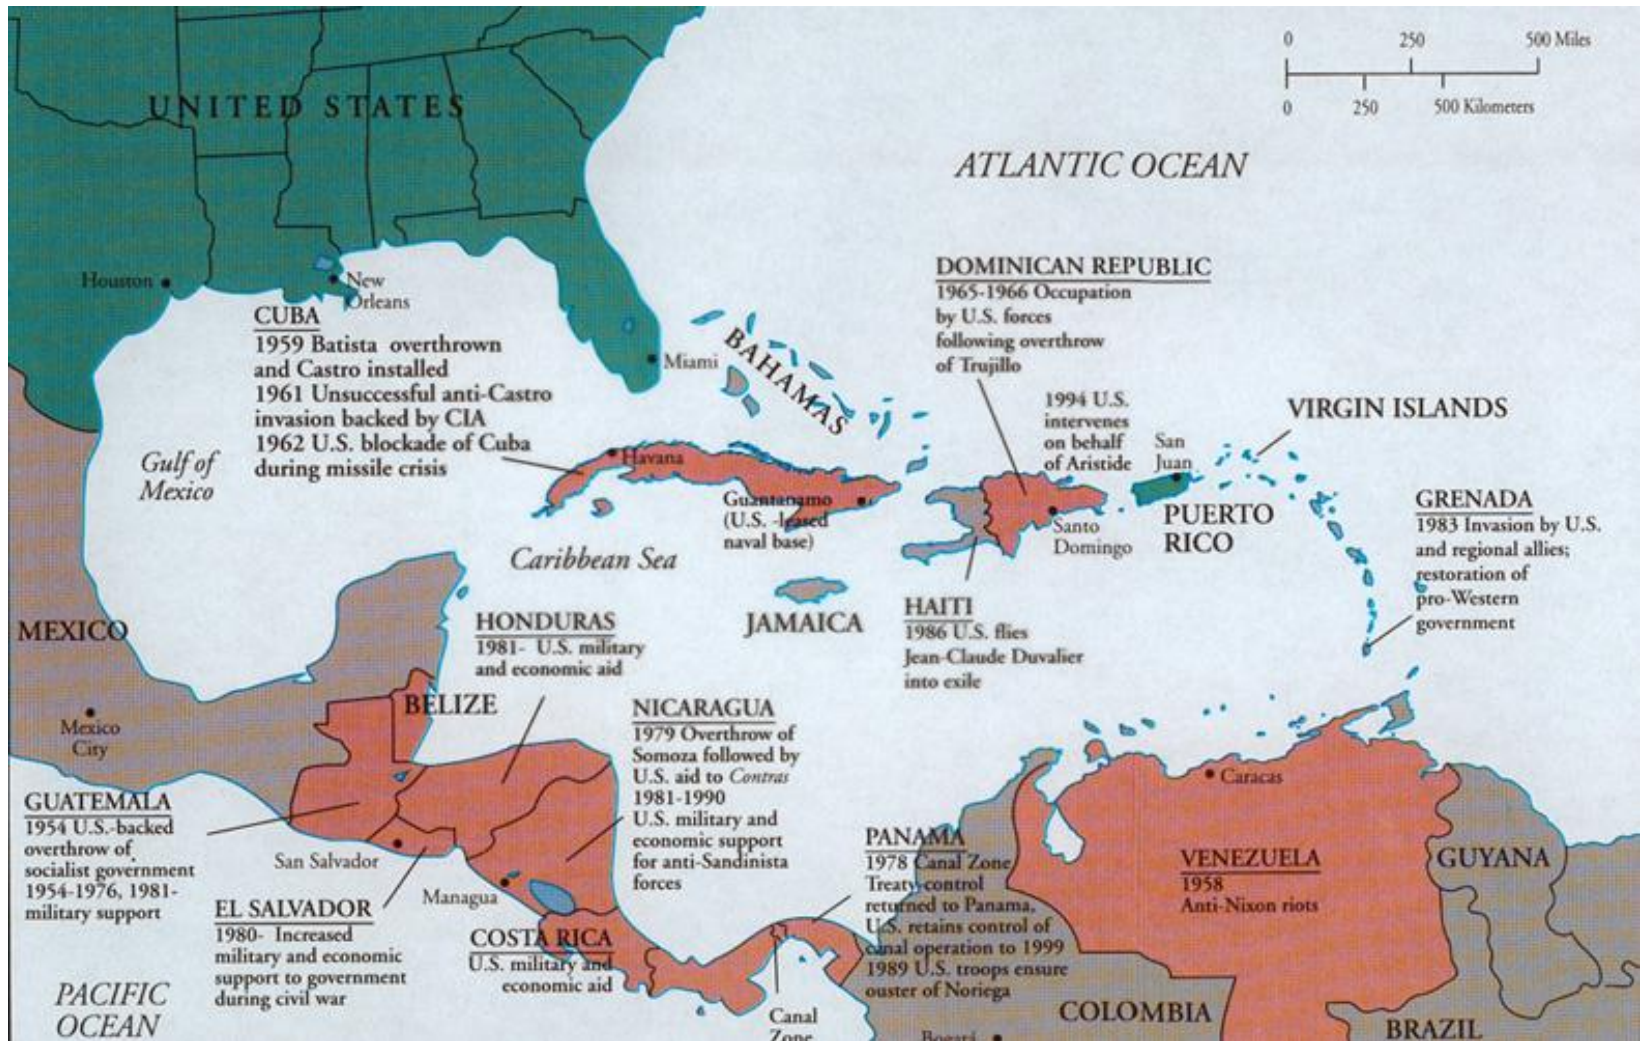 0 250 500 Miles
0 250 500 Kilometers
UNITED STATES
ATLANTIC OCEAN
Houston
New
Orleans
CUBA
1959 Batista overthrown
and Castro installed
1961 Unsuccessful anti-Castro
invasion backed by CIA
1962 U.S. blockade of Cuba
during missile crisis
Miami
BAHAMAS
DOMINICAN REPUBLIC
1965-1966 Occupation
by U.S. forces
following overthrow
of Trujillo
1994 U.S.
intervenes
on behalf
of Aristide
San
Juan
VIRGIN ISLANDS
Gulf of
Mexico
Havana
Guantanamo
(U.S. -leased
naval base)
Santo
Domingo
PUERTO
RICO
GRENADA
1983 Invasion by U.S.
and regional allies;
restoration of
pro-Western
government
Caribbean Sea
JAMAICA
HAITI
1986 U.S. flies
Jean-Claude Duvalier
into exile
MEXICO
Mexico
City
HONDURAS
1981- U.S. military
and economic aid
BELIZE
NICARAGUA
1979 Overthrow of
Somoza followed by
U.S. aid to Contras
1981-1990
U.S. military and
economic support
for anti-Sandinista
forces
GUATEMALA
1954 U.S.-backed
overthrow of
socialist government
1954-1976, 1981-
military support
San Salvador
Managua
EL SALVADOR
1980- Increased
military and economic
support to government
during civil war
COSTA RICA
U.S. military and
economic aid
PANAMA
1978 Canal Zone
Treaty-control
returned to Panama,
U.S. retains control of
canal operation to 1999
1989 U.S. troops ensure
ouster of Noriega
Caracas
VENEZUELA
1958
Anti-Nixon riots
GUYANA
PACIFIC
OCEAN
Canal
Zone
COLOMBIA
Bogotá
BRAZIL